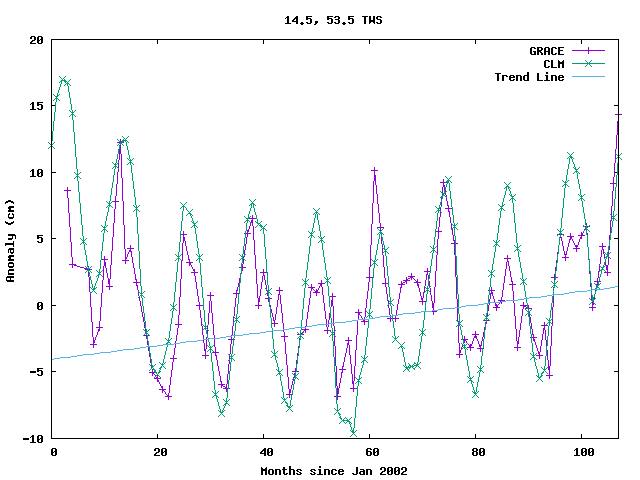 14.5, 53.5 TWS
GRACE
CLM
Trend Line
20
15
10
5
0
-5
-10
Anomaly (cm)
0 20 40 60 80 100
Months since Jan 2002